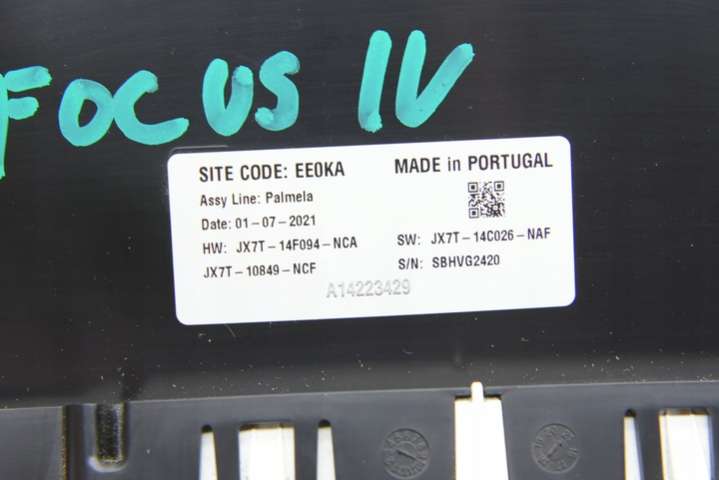 FOCUS IV
SITE CODE: EE0KA
MADE in PORTUGAL
Assy Line: Palmela
Date: 01-07-2021
HW: JX7T-14F094-NCA
SW: JX7T-14C026-NAF
JX7T-10849-NCF
S/N: SBHVG2420
A14223429